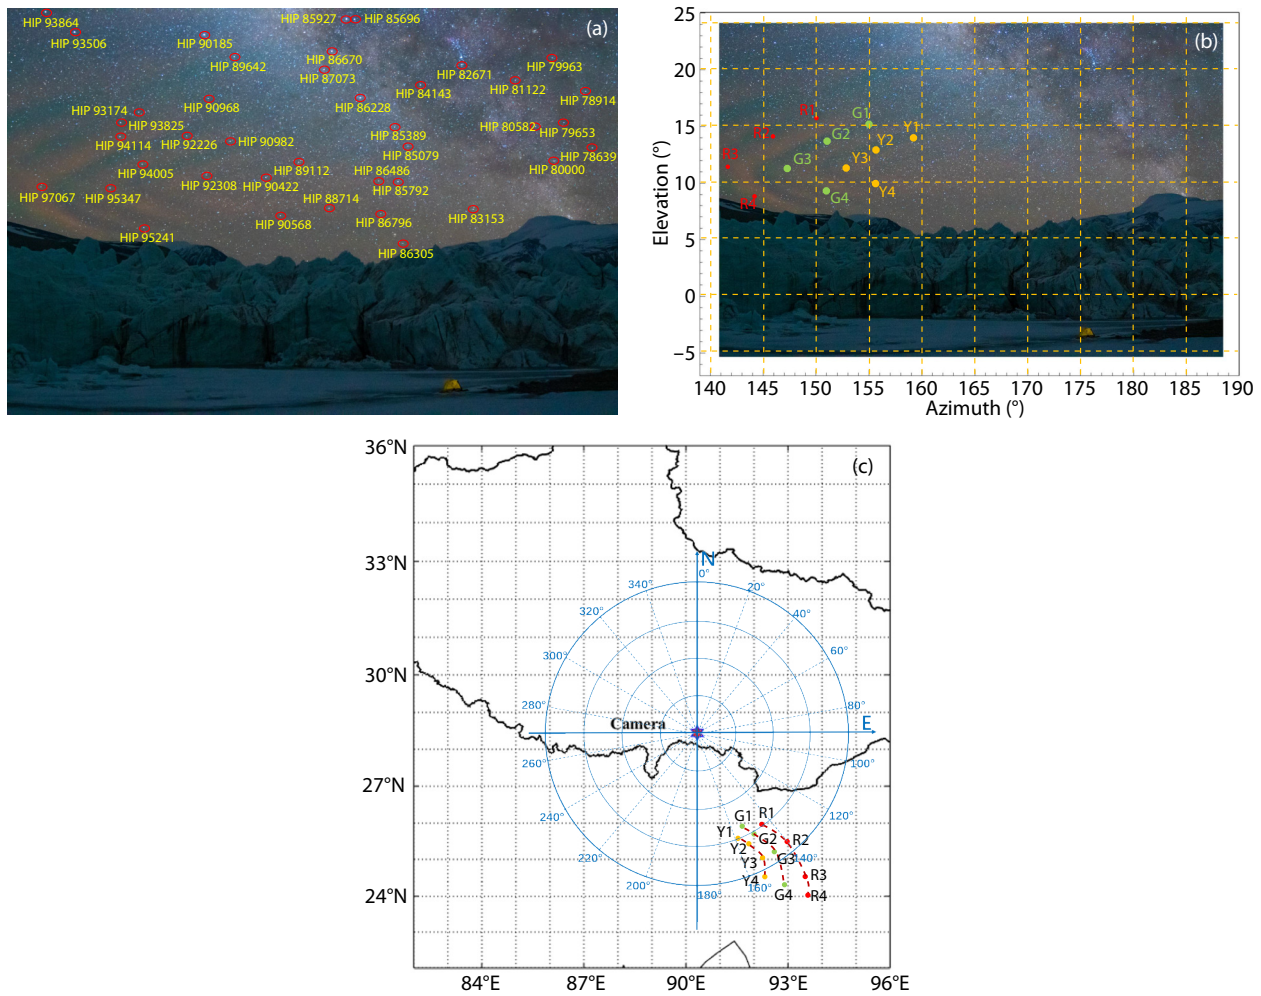 (a)
HIP 93864
HIP 85927
HIP 85696
HIP 93506
HIP 90185
HIP 89642
HIP 86670
HIP 87073
HIP 82671
HIP 79963
HIP 84143
HIP 81122
HIP 78914
HIP 90968
HIP 86228
HIP 93174
HIP 93825
HIP 85389
HIP 80582
HIP 79653
HIP 94114
HIP 92226
HIP 90982
HIP 85079
HIP 78639
HIP 94005
HIP 89112
HIP 86486
HIP 80000
HIP 97067
HIP 95347
HIP 92308
HIP 90422
HIP 85792
HIP 88714
HIP 90568
HIP 86796
HIP 83153
HIP 95241
HIP 86305
(b)
25
20
15
10
5
0
−5
Elevation (°)
R1
G1
R2
G2
Y1
Y2
R3
G3
Y3
R4
G4
Y4
140
145
150
155
160
165
170
175
180
185
190
Azimuth (°)
(c)
36°N
33°N
30°N
27°N
24°N
N
0°
340°
20°
320°
40°
300°
60°
280°
80°
Camera
E
260°
100°
240°
120°
220°
140°
200°
180°
160°
G1
R1
Y1
G2
R2
Y2
Y3
G3
Y4
R3
G4
R4
84°E
87°E
90°E
93°E
96°E